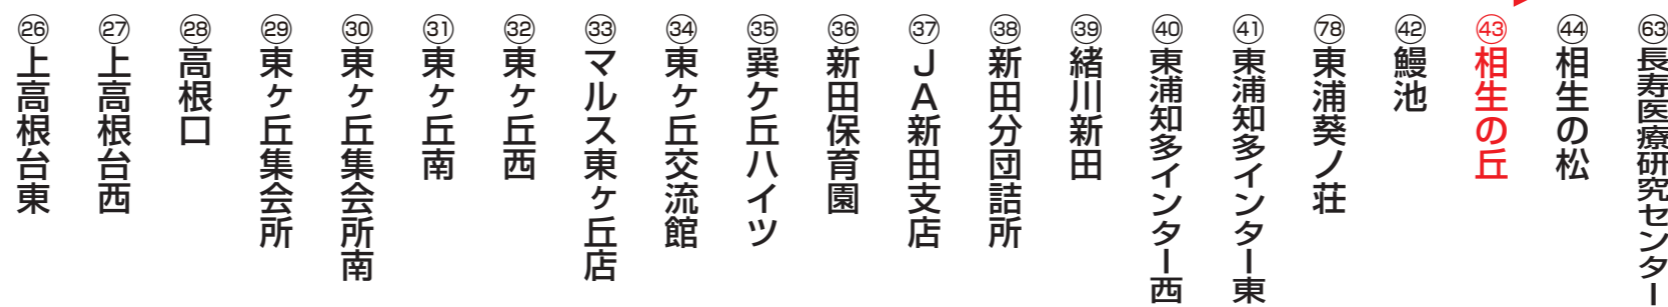 ㉖上高根台東
㉗上高根台西
㉘高根口
㉙東ヶ丘集会所
㉚東ヶ丘集会所南
㉛東ヶ丘南
㉜東ヶ丘西
㉝マルス東ヶ丘店
㉞東ヶ丘交流館
㉟巽ケ丘ハイツ
㊱新田保育園
㊲JA新田支店
㊳新田分団詰所
㊴緒川新田
㊵東浦知多インター西
㊶東浦知多インター東
78東浦葵ノ荘
㊷鰻池
㊸相生の丘
㊹相生の松
63長寿医療研究センター